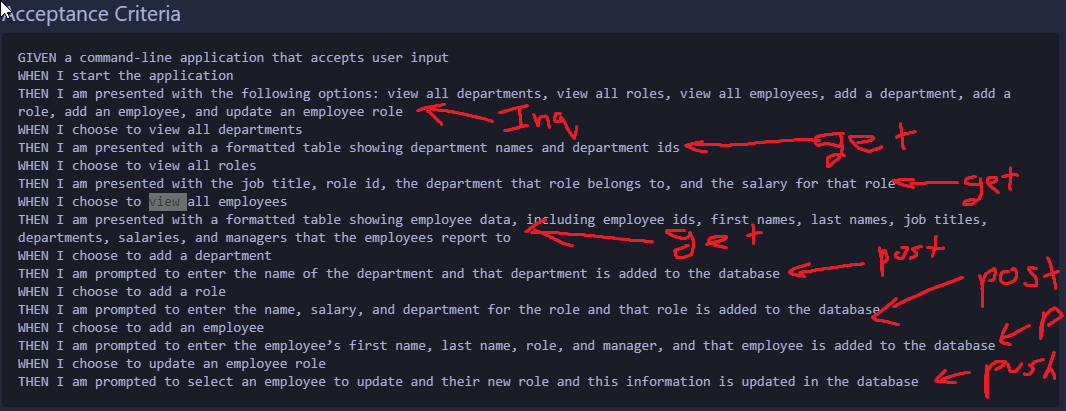 Acceptance Criteria
GIVEN a command-line application that accepts user input
WHEN I start the application
THEN I am presented with the following options: view all departments, view all roles, view all employees, add a department, add a
role, add an employee, and update an employee role
Inq
WHEN I choose to view all departments
THEN I am presented with a formatted table showing department names and department ids
get
WHEN I choose to view all roles
THEN I am presented with the job title, role id, the department that role belongs to, and the salary for that role
get
WHEN I choose to view all employees
THEN I am presented with a formatted table showing employee data, including employee ids, first names, last names, job titles,
departments, salaries, and managers that the employees report to
get
WHEN I choose to add a department
THEN I am prompted to enter the name of the department and that department is added to the database
post
WHEN I choose to add a role
THEN I am prompted to enter the name, salary, and department for the role and that role is added to the database
post
WHEN I choose to add an employee
THEN I am prompted to enter the employee’s first name, last name, role, and manager, and that employee is added to the database
P
WHEN I choose to update an employee role
THEN I am prompted to select an employee to update and their new role and this information is updated in the database
push